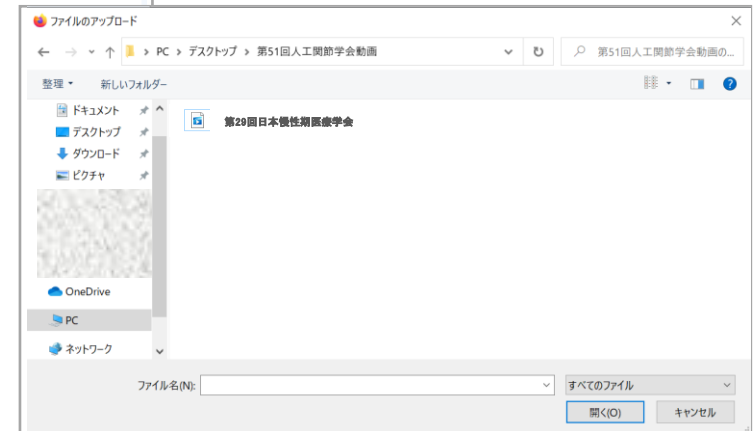 ファイルのアップロード
PC > デスクトップ > 第51回人工関節学会動画
第51回人工関節学会動画の...
整理
新しいフォルダー
ドキュメント
デスクトップ
ダウンロード
ピクチャ
OneDrive
PC
ネットワーク
第29回日本慢性期医療学会
ファイル名(N):
すべてのファイル
開く(O)
キャンセル